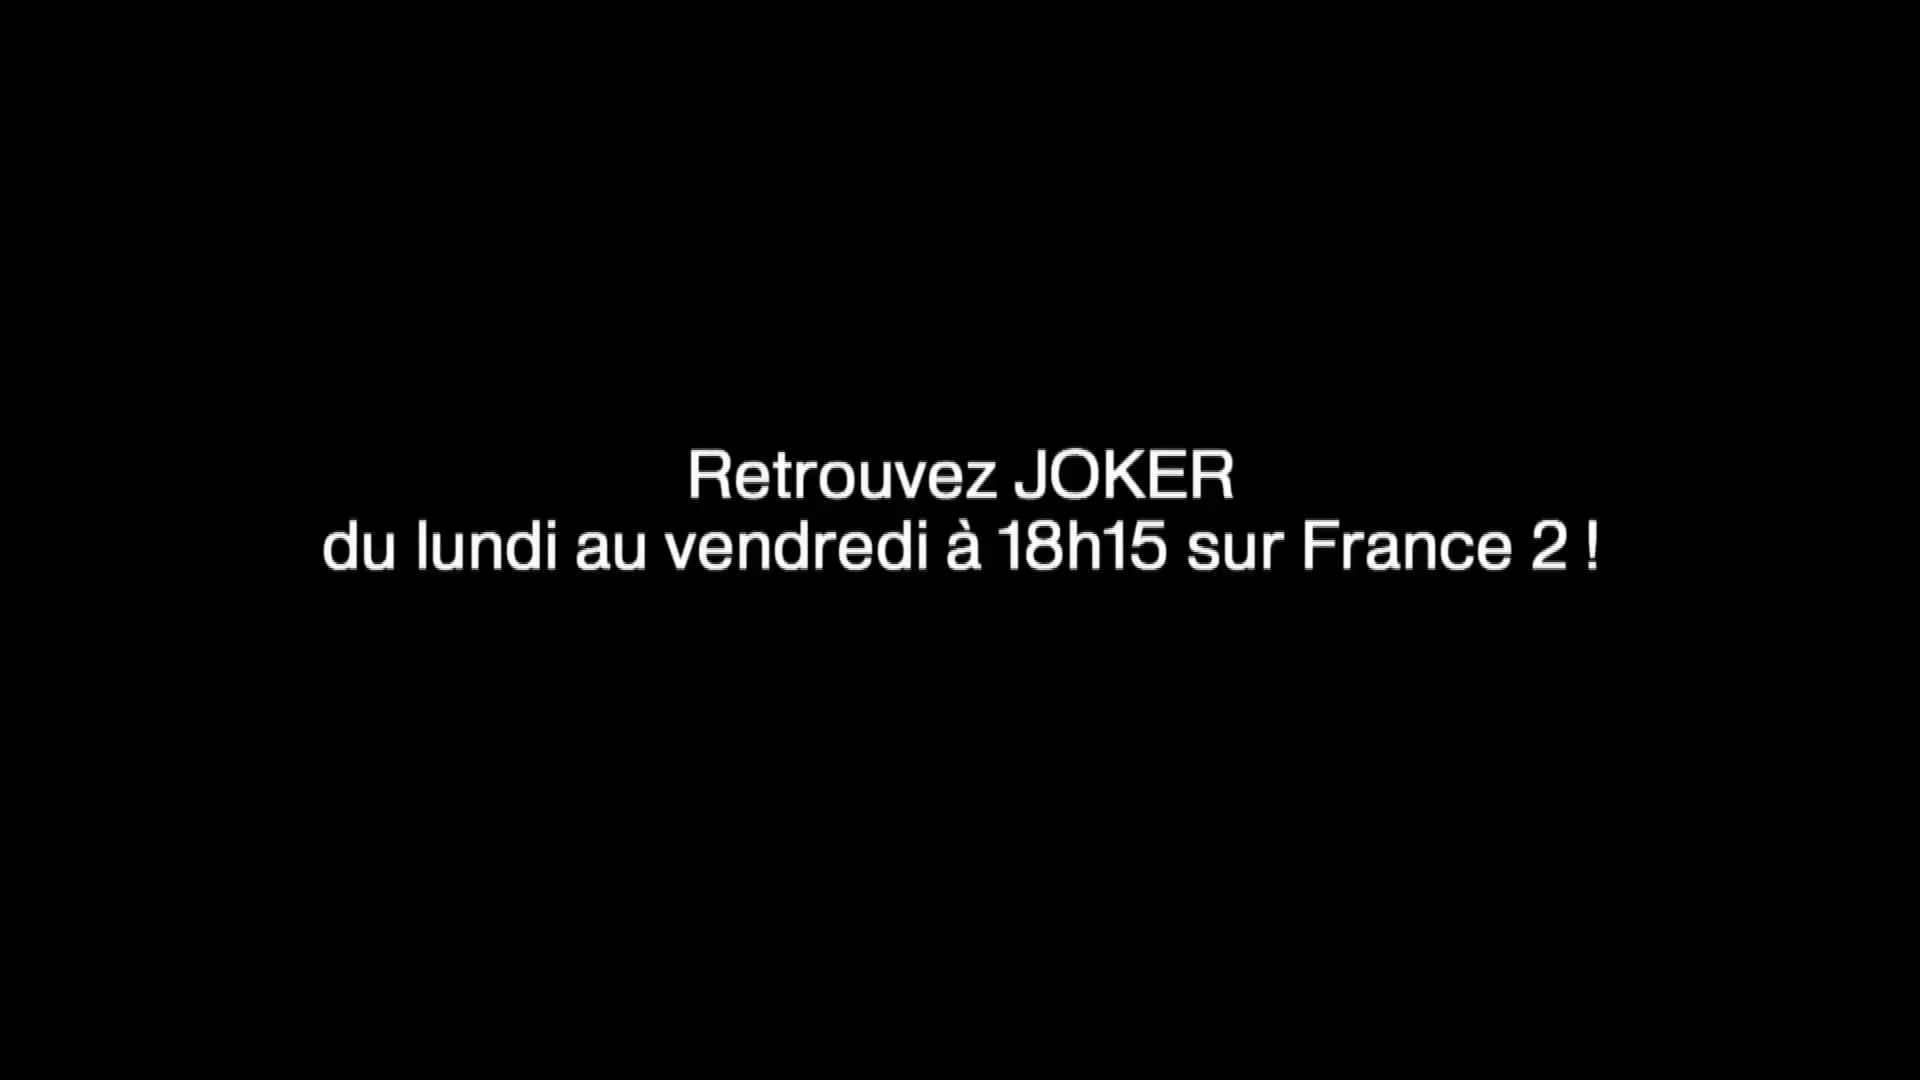 Retrouvez JOKER
du lundi au vendredi à 18h15 sur France 2 !